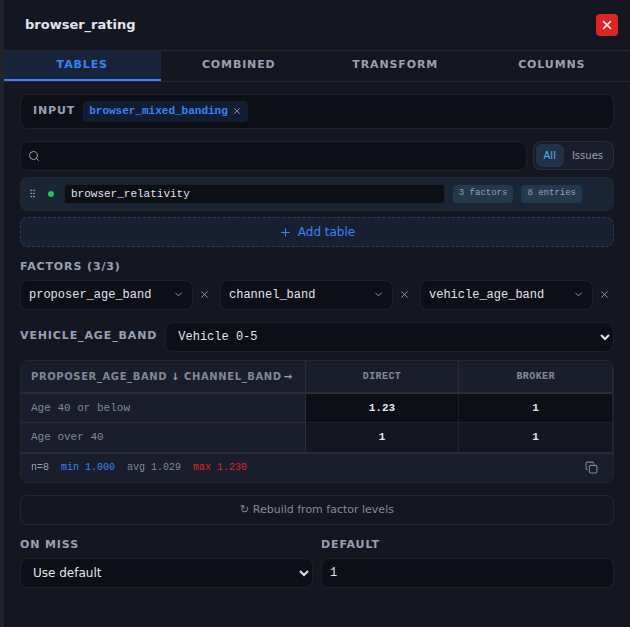 browser_rating
TABLES COMBINED TRANSFORM COLUMNS
INPUT browser_mixed_banding ×
All Issues
browser_relativity 3 factors 8 entries
+ Add table
FACTORS (3/3)
proposer_age_band × channel_band × vehicle_age_band ×
VEHICLE_AGE_BAND Vehicle 0-5
PROPOSER_AGE_BAND ↓ CHANNEL_BAND → DIRECT BROKER
Age 40 or below 1.23 1
Age over 40 1 1
n=8 min 1.000 avg 1.029 max 1.230
↻ Rebuild from factor levels
ON MISS DEFAULT
Use default 1